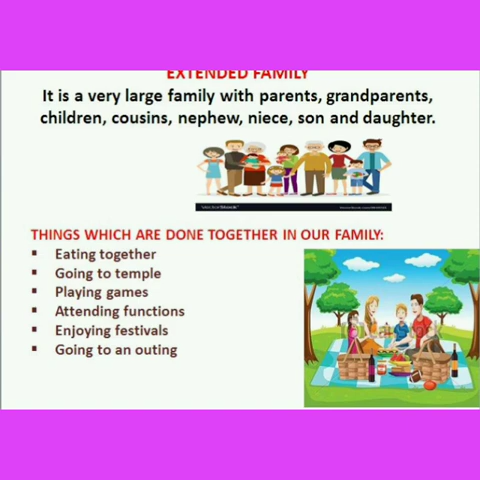 EXTENDED FAMILY
It is a very large family with parents, grandparents,
children, cousins, nephew, niece, son and daughter.
THINGS WHICH ARE DONE TOGETHER IN OUR FAMILY:
▪ Eating together
▪ Going to temple
▪ Playing games
▪ Attending functions
▪ Enjoying festivals
▪ Going to an outing